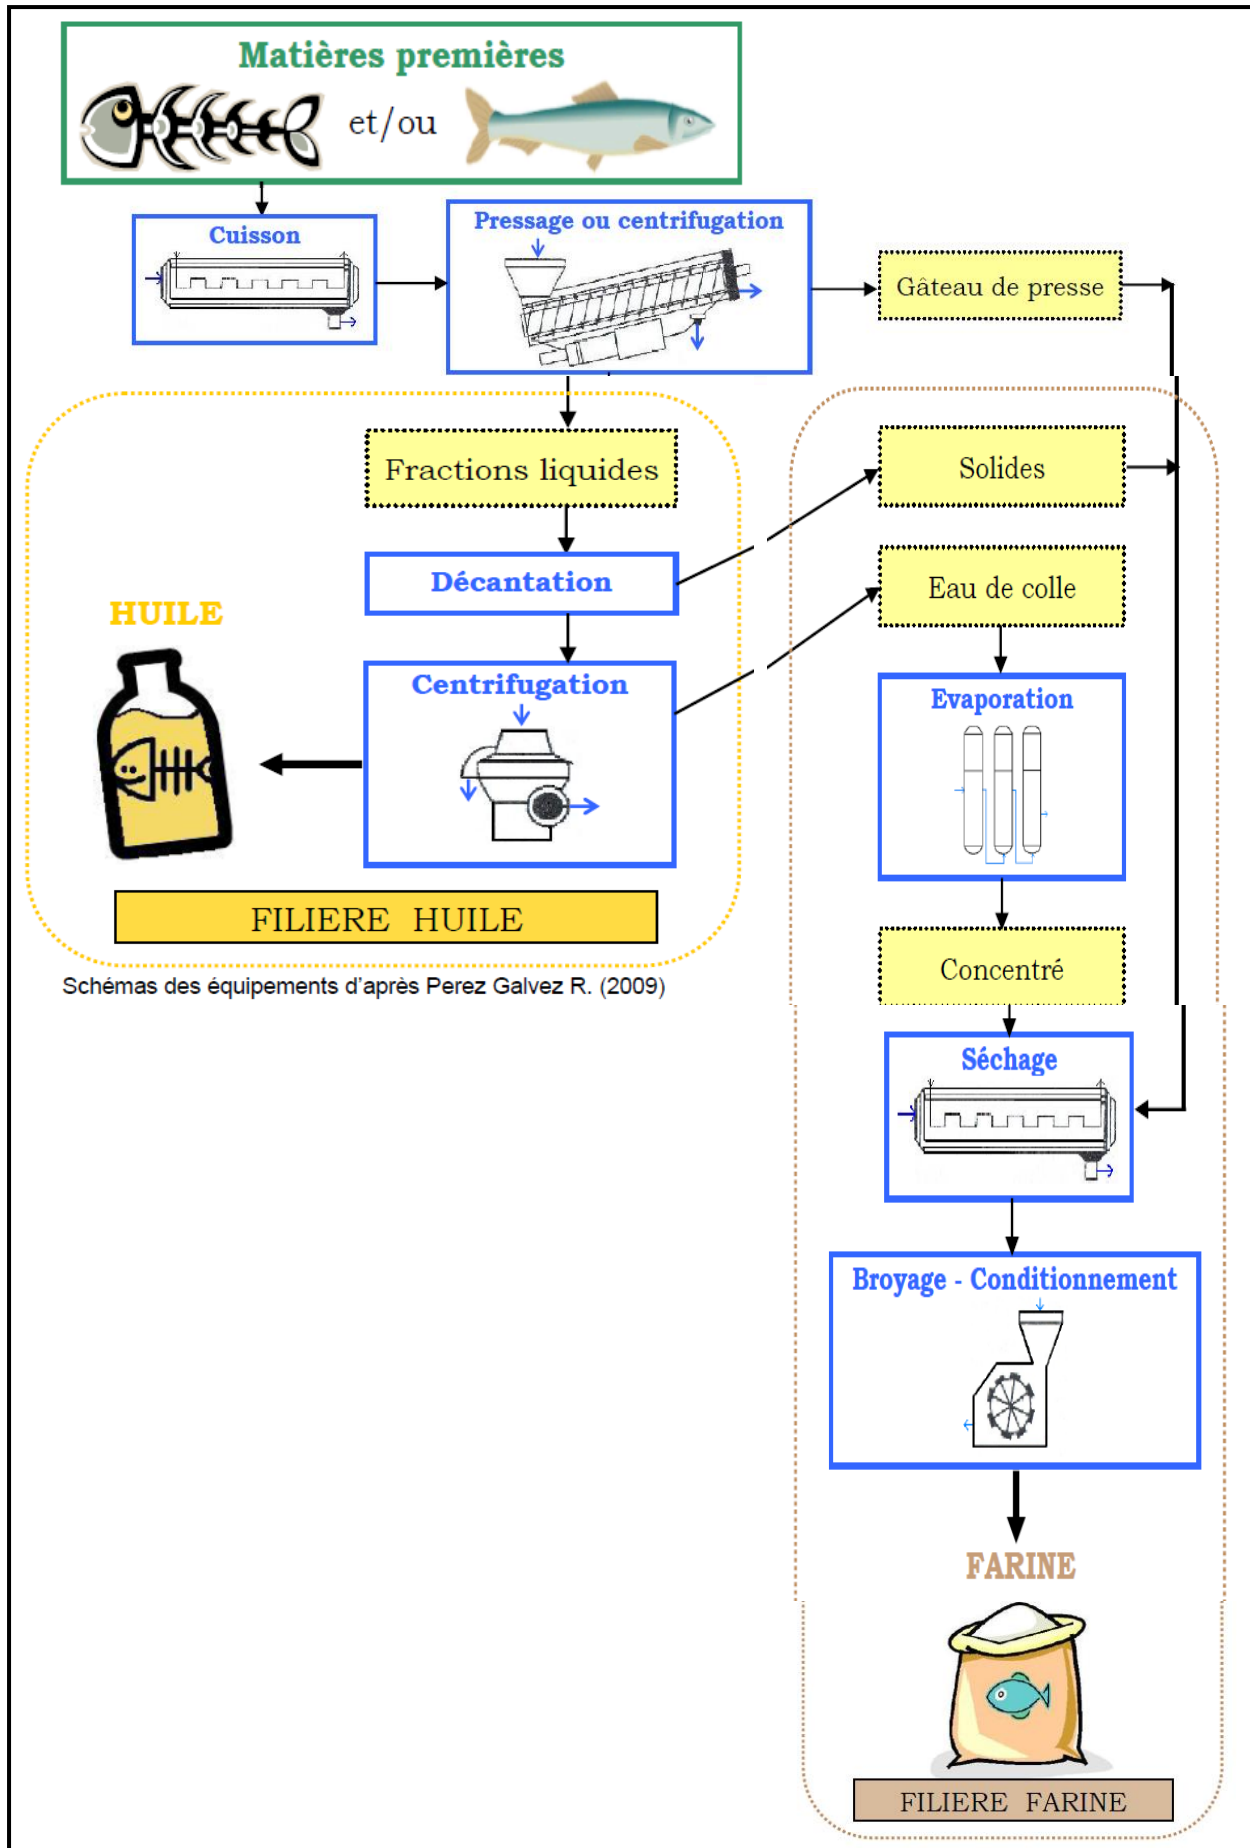 Matières premières
et/ou
Cuisson
Pressage ou centrifugation
Gâteau de presse
Fractions liquides
Solides
Décantation
Eau de colle
HUILE
Centrifugation
Evaporation
FILIERE HUILE
Concentré
Schémas des équipements d'après Perez Galvez R. (2009)
Séchage
Broyage - Conditionnement
FARINE
FILIERE FARINE